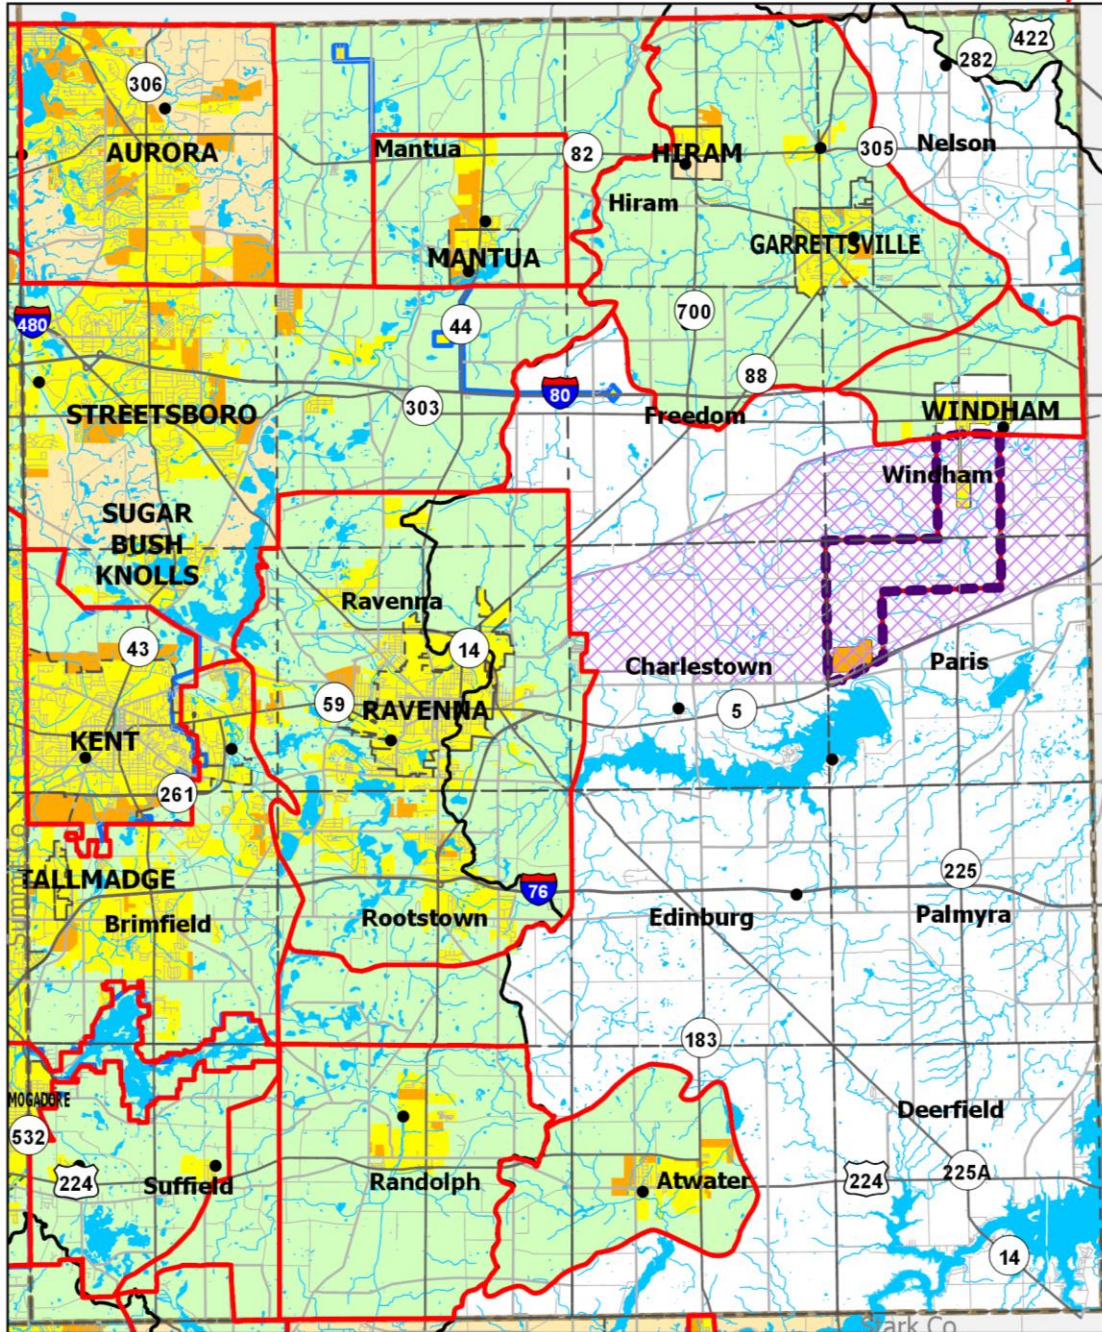 422
282
306
AURORA
Mantua
82
HIRAM
305
Nelson
Hiram
MANTUA
GARRETTSVILLE
480
44
700
88
80
303
STREETSBORO
Freedom
WINDHAM
Windham
SUGAR
BUSH
KNOLLS
Ravenna
43
14
Charlestown
Paris
59
RAVENNA
5
KENT
261
TALLMADGE
76
225
Brimfield
Rootstown
Edinburg
Palmyra
183
MOGADORE
Deerfield
532
224
Suffield
Randolph
Atwater
224
225A
14
Stark Co